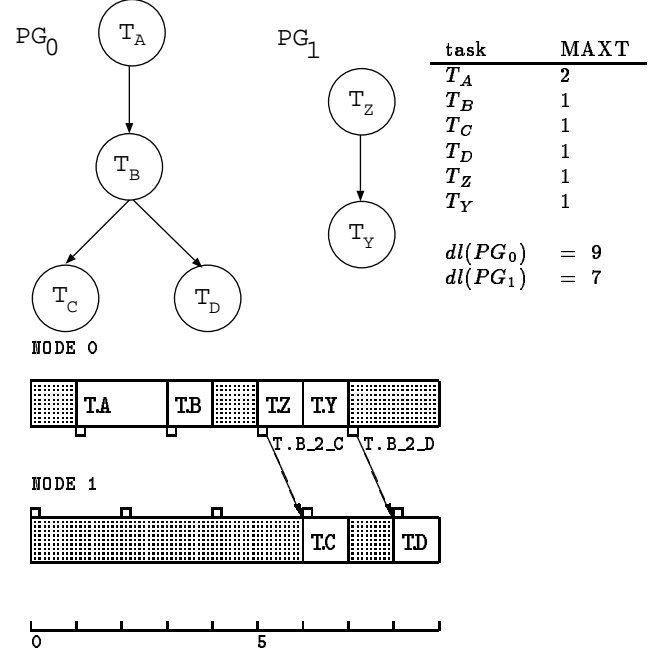 PG0
TA
TB
TC
TD
PG1
TZ
TY
task MAXT
TA 2
TB 1
TC 1
TD 1
TZ 1
TY 1
dl(PG0) = 9
dl(PG1) = 7
NODE 0
T.A T.B T.Z T.Y
T.B_2_C T.B_2_D
NODE 1
T.C T.D
0 5